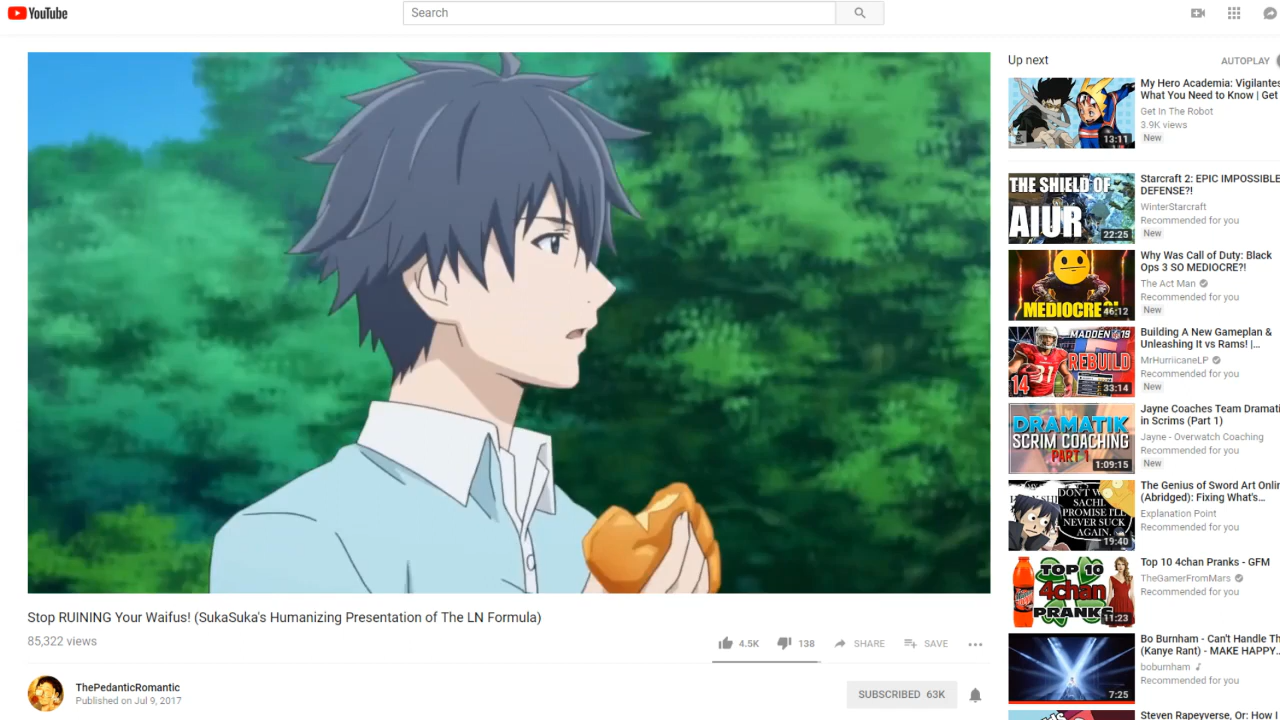 YouTube
Search
Up next
AUTOPLAY
Stop RUINING Your Waifus! (SukaSuka's Humanizing Presentation of The LN Formula)
85,322 views
4.5K
138
SHARE
SAVE
ThePedanticRomantic
Published on Jul 9, 2017
SUBSCRIBED 63K
13:11
My Hero Academia: Vigilantes
What You Need to Know | Get
Get In The Robot
3.9K views
New
THE SHIELD OF
AIUR
22:25
Starcraft 2: EPIC IMPOSSIBLE
DEFENSE?!
WinterStarcraft
Recommended for you
New
MEDIOCRE?!
46:12
Why Was Call of Duty: Black
Ops 3 SO MEDIOCRE?!
The Act Man
Recommended for you
New
MADDEN 19
REBUILD
14
33:14
Building A New Gameplan &
Unleashing It vs Rams! |...
MrHurriicaneLP
Recommended for you
New
DRAMATIK
SCRIM COACHING
PART 1
1:09:15
Jayne Coaches Team Dramati
in Scrims (Part 1)
Jayne - Overwatch Coaching
Recommended for you
New
DON'T W
SACHI.
PROMISE I'LL
NEVER SUCK
AGAIN.
19:40
The Genius of Sword Art Onlin
(Abridged): Fixing What's...
Explanation Point
Recommended for you
TOP 10
4chan
PRANKS
11:23
Top 10 4chan Pranks - GFM
TheGamerFromMars
Recommended for you
7:25
Bo Burnham - Can't Handle Th
(Kanye Rant) - MAKE HAPPY...
boburnham
Recommended for you
Steven Rapeyverse, Or: How I